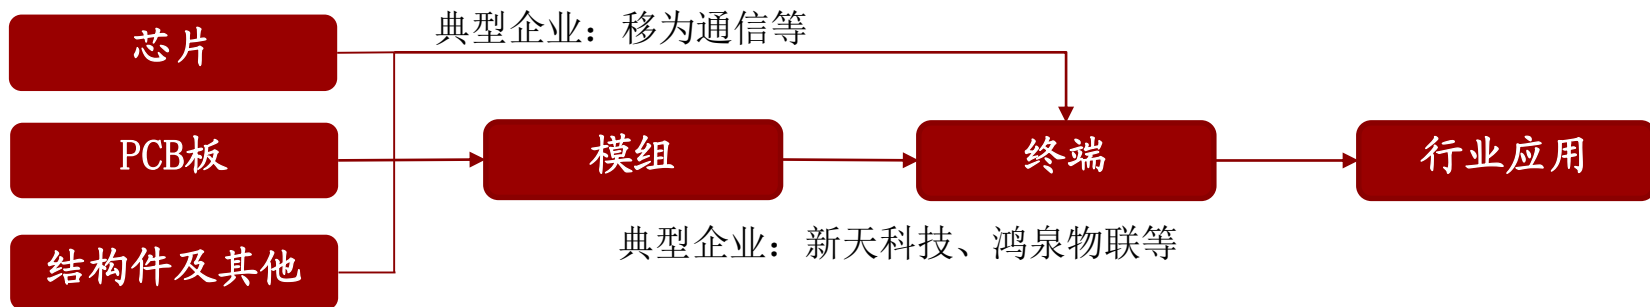 典型企业：移为通信等
芯片
PCB板
模组
终端
行业应用
典型企业：新天科技、鸿泉物联等
结构件及其他